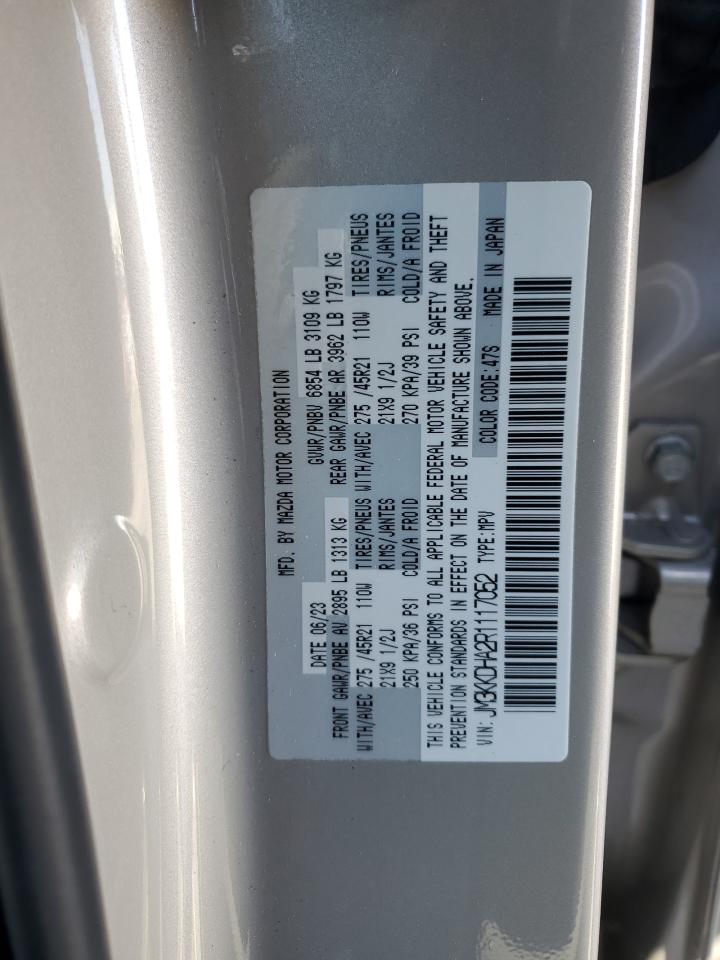 MFD. BY MAZDA MOTOR CORPORATION
DATE 06/23 GVWR/PNBV 6854 LB 3109 KG
FRONT GAWR/PNBE AV 2895 LB 1313 KG REAR GAWR/PNBE AR 3962 LB 1797 KG
WITH/AVEC 275 /45R21 110W TIRES/PNEUS WITH/AVEC 275 /45R21 110W TIRES/PNEUS
21X9 1/2J RIMS/JANTES 21X9 1/2J RIMS/JANTES
250 KPA/36 PSI COLD/A FROID 270 KPA/39 PSI COLD/A FROID
THIS VEHICLE CONFORMS TO ALL APPLICABLE FEDERAL MOTOR VEHICLE SAFETY AND THEFT
PREVENTION STANDARDS IN EFFECT ON THE DATE OF MANUFACTURE SHOWN ABOVE.
VIN: JM3KKDHA2R1117052 TYPE:MPV COLOR CODE:47S MADE IN JAPAN